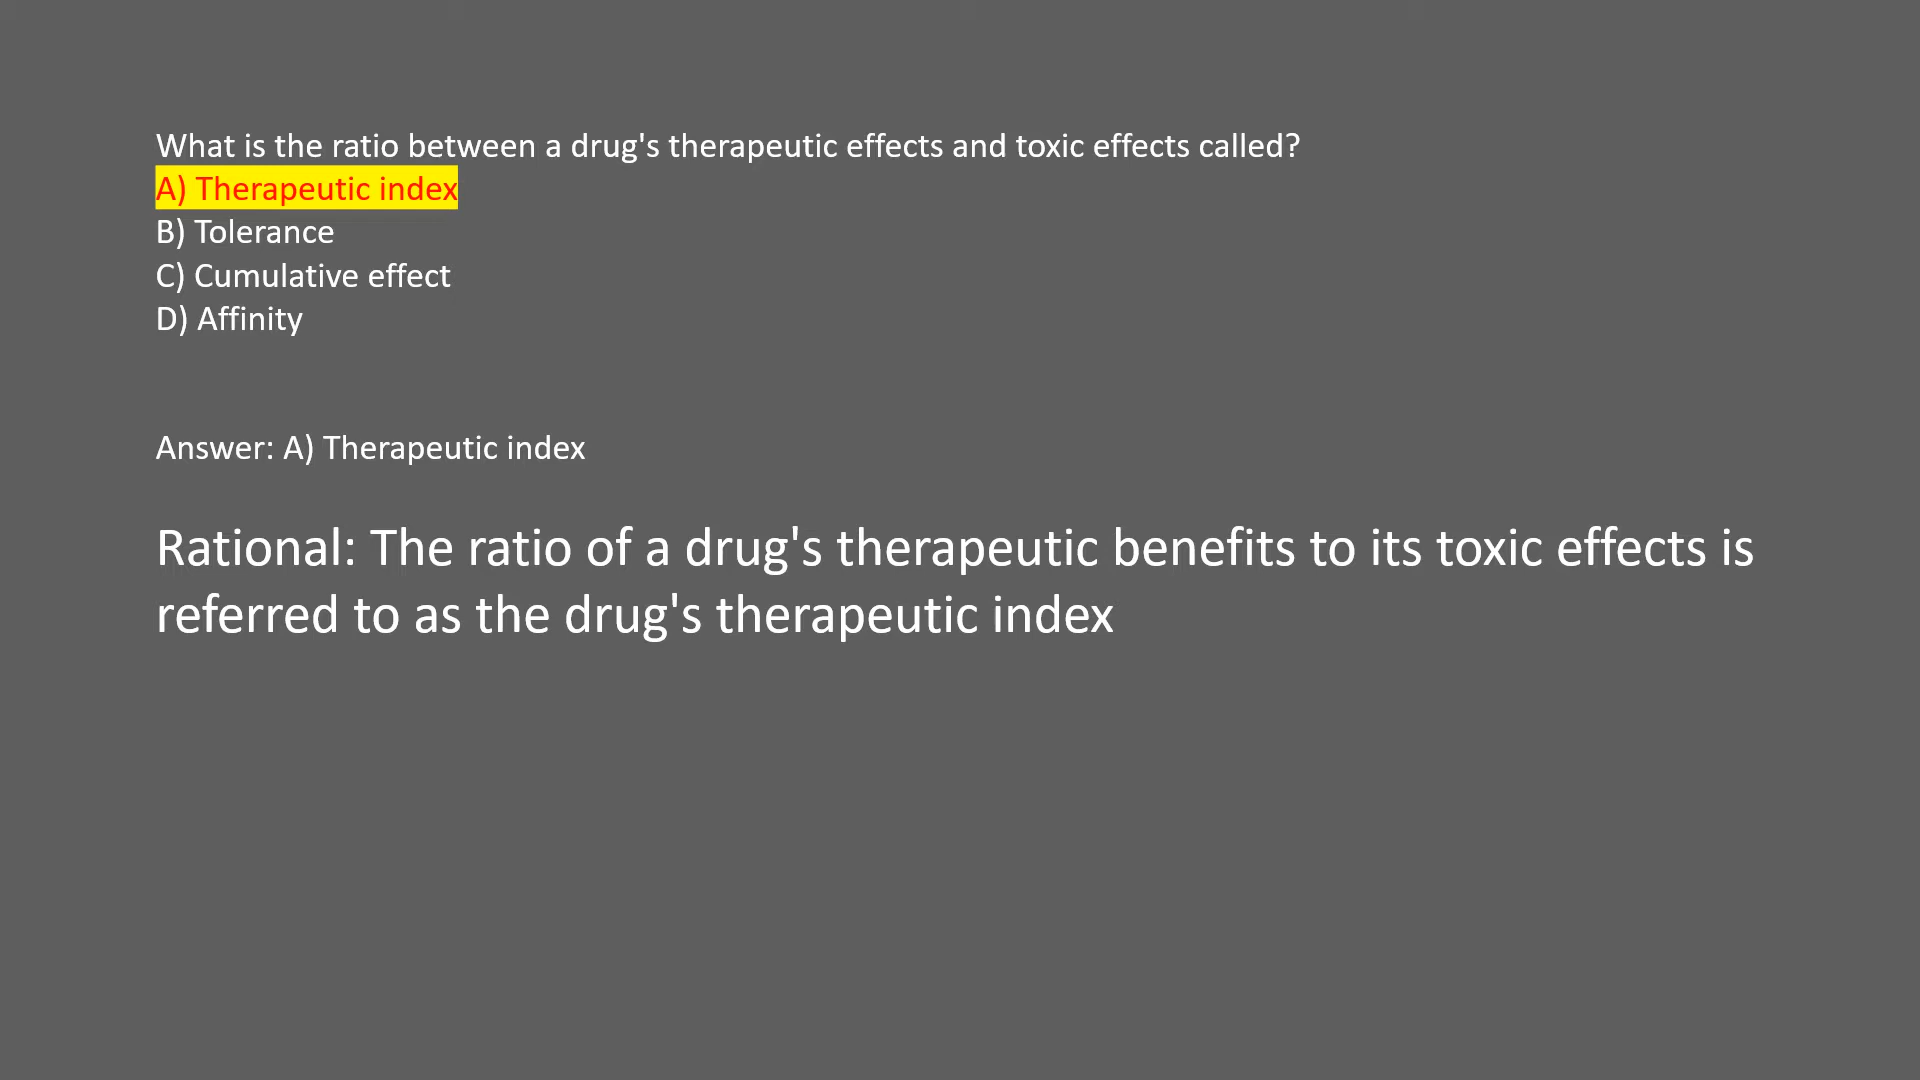 What is the ratio between a drug's therapeutic effects and toxic effects called?
A) Therapeutic index
B) Tolerance
C) Cumulative effect
D) Affinity
Answer: A) Therapeutic index
Rational: The ratio of a drug's therapeutic benefits to its toxic effects is
referred to as the drug's therapeutic index